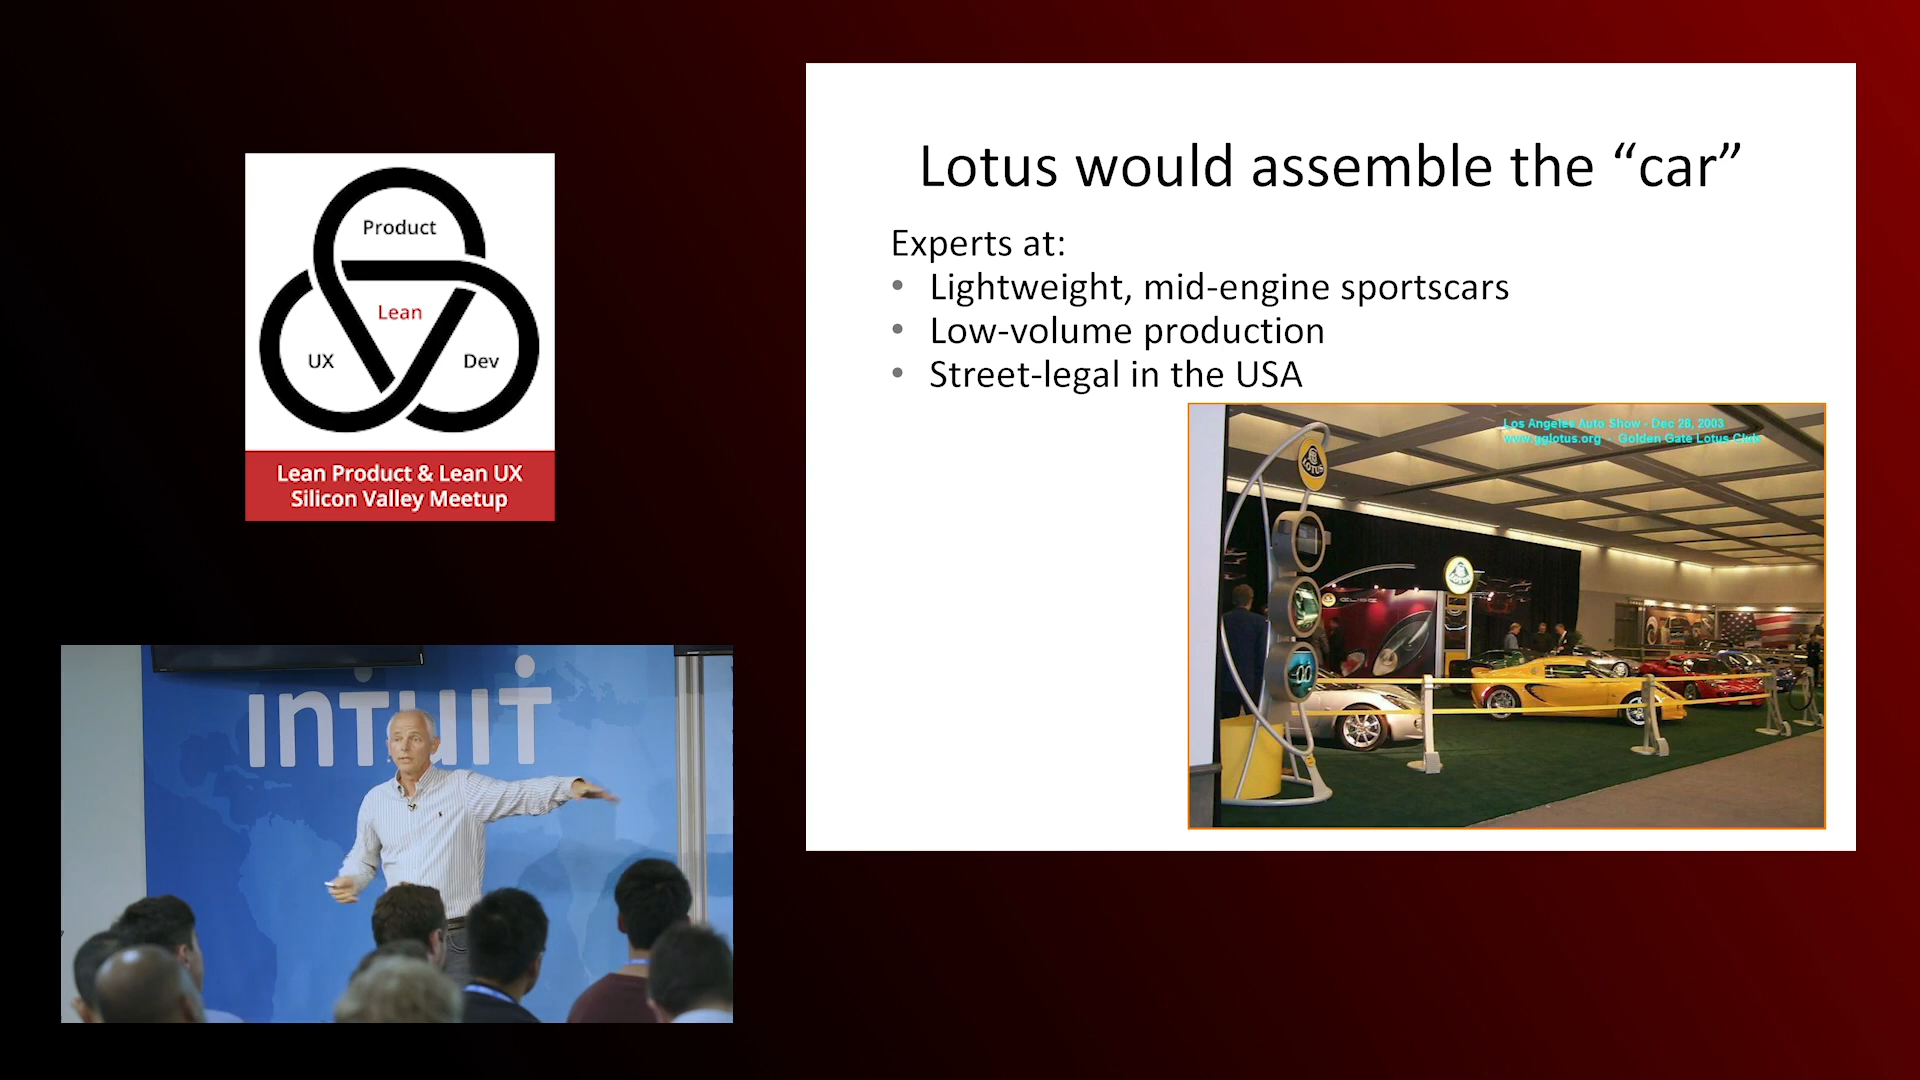 Product
Lean
UX
Dev
Lean Product & Lean UX
Silicon Valley Meetup
Lotus would assemble the “car”
Experts at:
• Lightweight, mid-engine sportscars
• Low-volume production
• Street-legal in the USA
Los Angeles Auto Show - Dec 28, 2003
www.gglotus.org - Golden Gate Lotus Club
LOTUS
LOTUS
ELISE
intuit